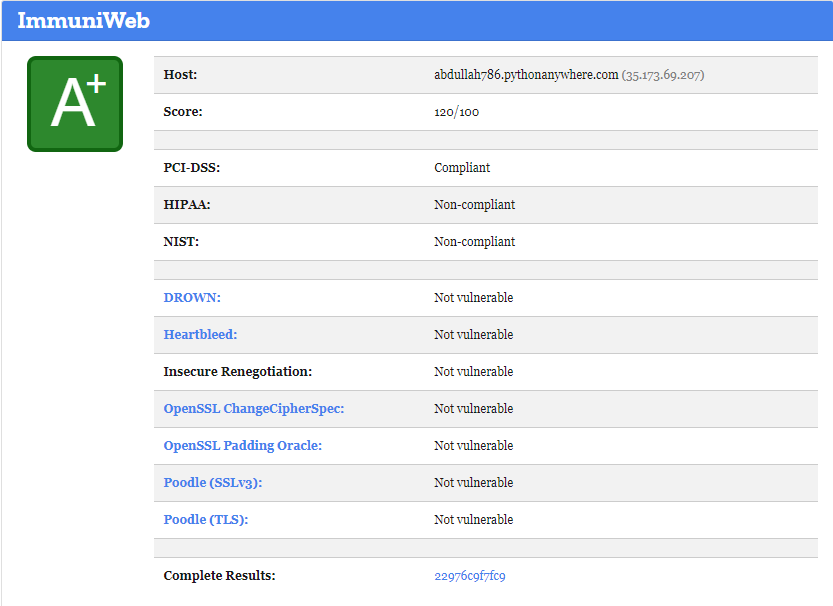 ImmuniWeb
A+
Host: abdullah786.pythonanywhere.com (35.173.69.207)
Score: 120/100
PCI-DSS: Compliant
HIPAA: Non-compliant
NIST: Non-compliant
DROWN: Not vulnerable
Heartbleed: Not vulnerable
Insecure Renegotiation: Not vulnerable
OpenSSL ChangeCipherSpec: Not vulnerable
OpenSSL Padding Oracle: Not vulnerable
Poodle (SSLv3): Not vulnerable
Poodle (TLS): Not vulnerable
Complete Results: 22976c9f7fc9